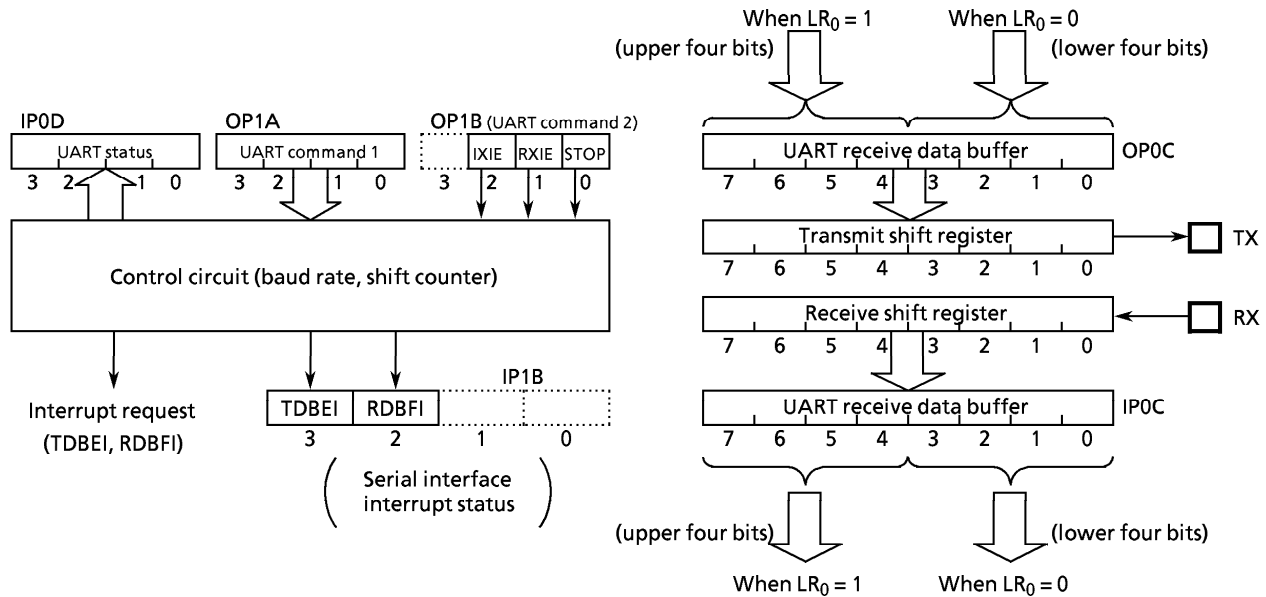 When LR0 = 1 When LR0 = 0
(upper four bits) (lower four bits)
IP0D OP1A OP1B (UART command 2)
UART status UART command 1 IXIE RXIE STOP
3 2 1 0 3 2 1 0 3 2 1 0
UART receive data buffer OP0C
7 6 5 4 3 2 1 0
Control circuit (baud rate, shift counter)
Transmit shift register TX
7 6 5 4 3 2 1 0
Receive shift register RX
7 6 5 4 3 2 1 0
Interrupt request
(TDBEI, RDBFI)
IP1B
TDBEI RDBFI
3 2 1 0
Serial interface
interrupt status
UART receive data buffer IP0C
7 6 5 4 3 2 1 0
(upper four bits) (lower four bits)
When LR0 = 1 When LR0 = 0